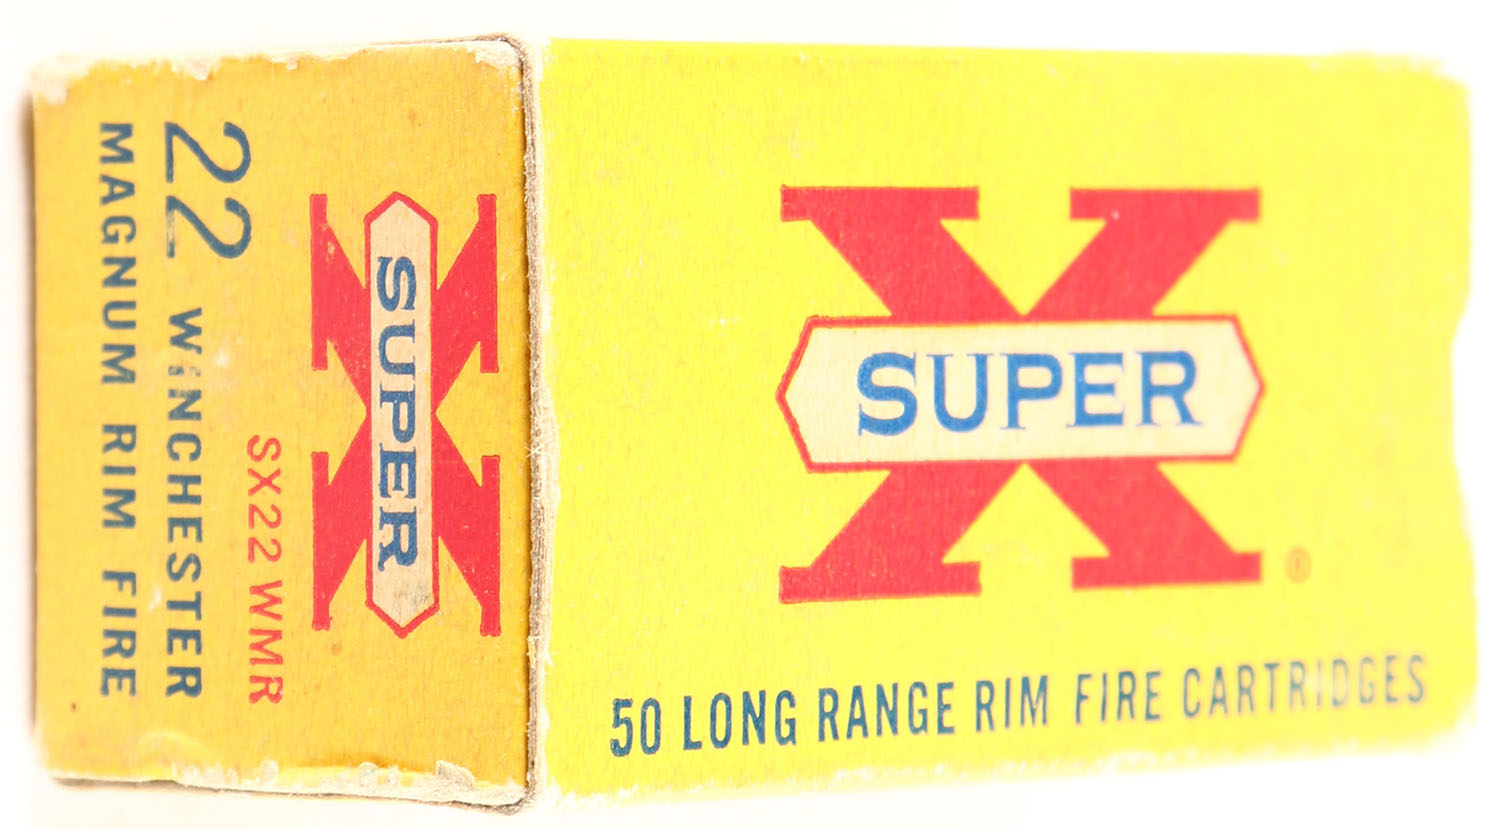 SUPER X
®
50 LONG RANGE RIM FIRE CARTRIDGES
SUPER X
SX22 WMR
22 WINCHESTER
MAGNUM RIM FIRE